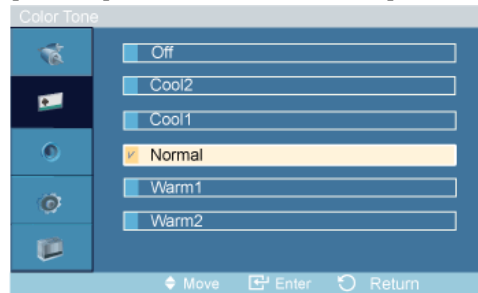 Color Tone
Off
Cool2
Cool1
Normal
Warm1
Warm2
Move Enter Return